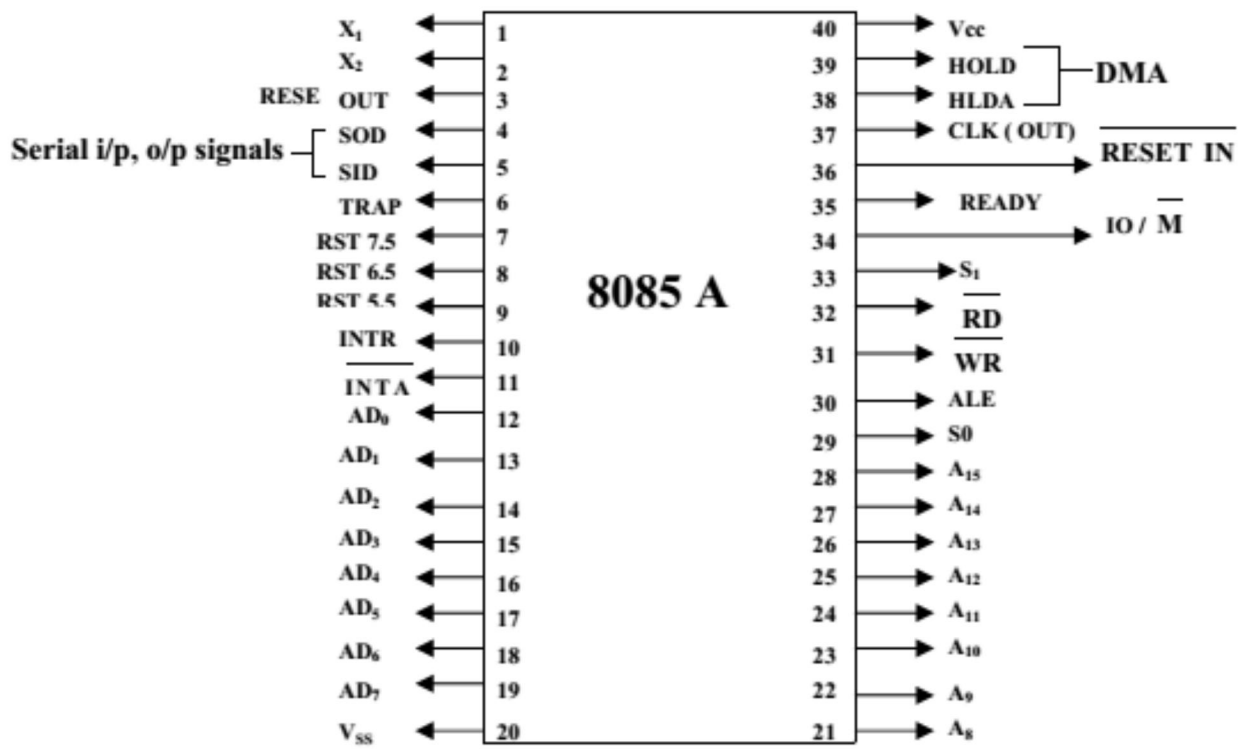 X₁ 1 40 Vcc
X₂ 2 39 HOLD
DMA
RESE OUT 3 38 HLDA
SOD 4 37 CLK ( OUT)
Serial i/p, o/p signals
SID 5 36 RESET IN
TRAP 6 35 READY
RST 7.5 7 34 IO / M
RST 6.5 8 33 S₁
8085 A
RST 5.5 9 32 RD
INTR 10 31 WR
INTA 11 30 ALE
AD₀ 12 29 S0
AD₁ 13 28 A₁₅
AD₂ 14 27 A₁₄
AD₃ 15 26 A₁₃
AD₄ 16 25 A₁₂
AD₅ 17 24 A₁₁
AD₆ 18 23 A₁₀
AD₇ 19 22 A₉
Vss 20 21 A₈